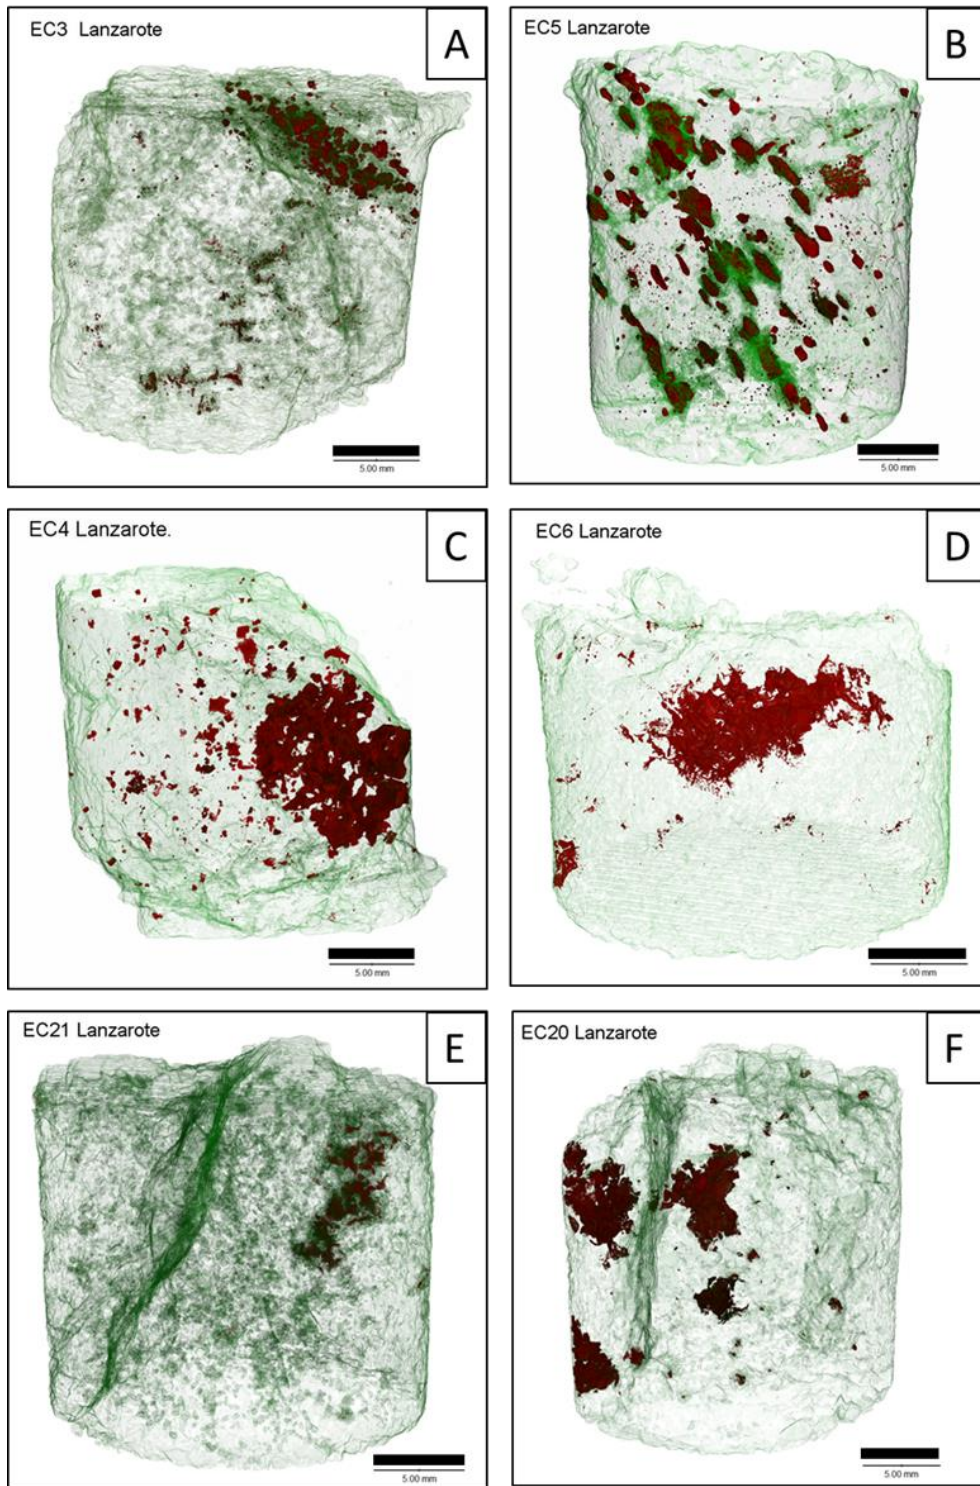 EC3 Lanzarote
A
5.00 mm
EC5 Lanzarote
B
5.00 mm
EC4 Lanzarote.
C
5.00 mm
EC6 Lanzarote
D
5.00 mm
EC21 Lanzarote
E
5.00 mm
EC20 Lanzarote
F
5.00 mm